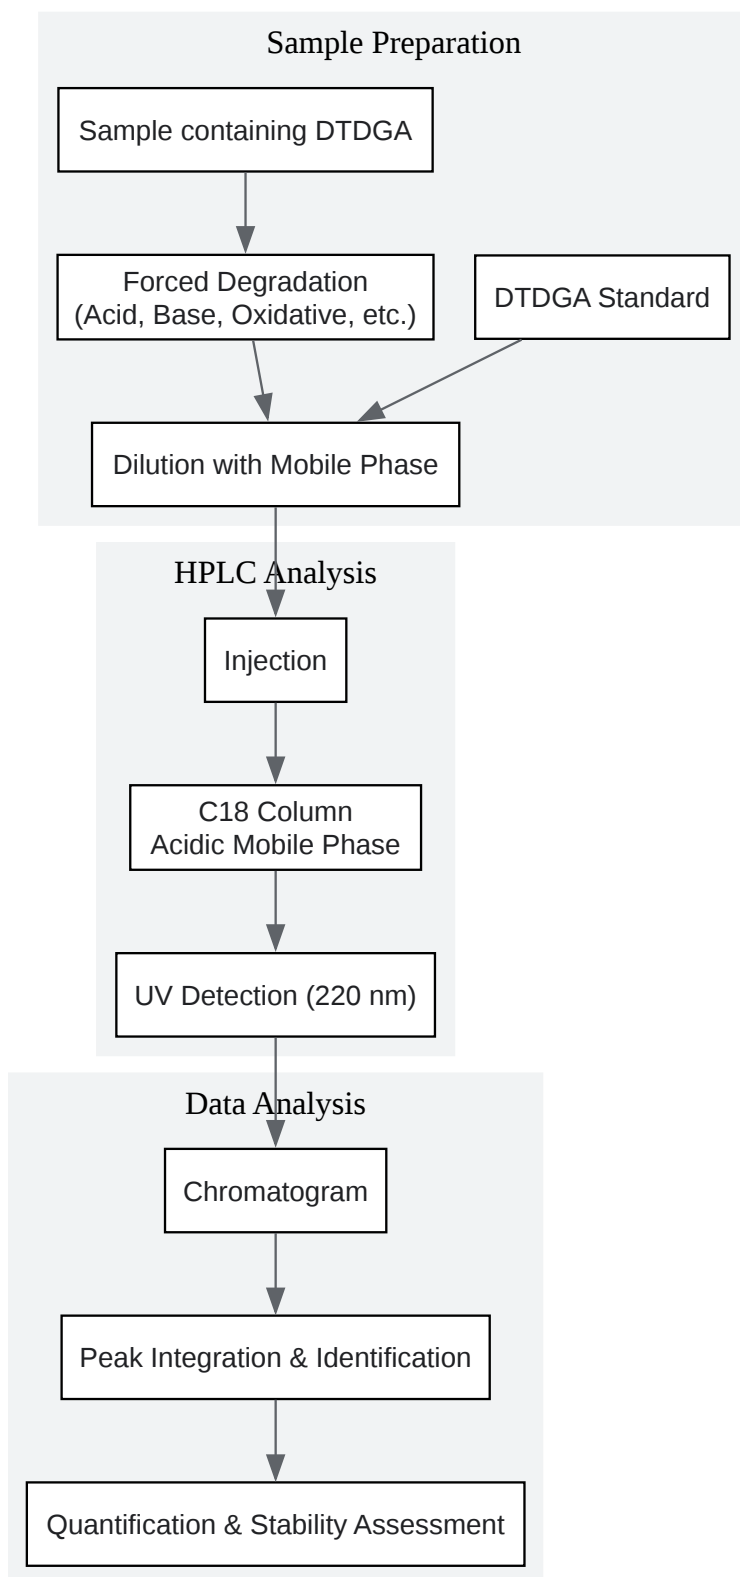 Sample Preparation
Sample containing DTDGA
Forced Degradation
(Acid, Base, Oxidative, etc.)
DTDGA Standard
Dilution with Mobile Phase
HPLC Analysis
Injection
C18 Column
Acidic Mobile Phase
UV Detection (220 nm)
Data Analysis
Chromatogram
Peak Integration & Identification
Quantification & Stability Assessment